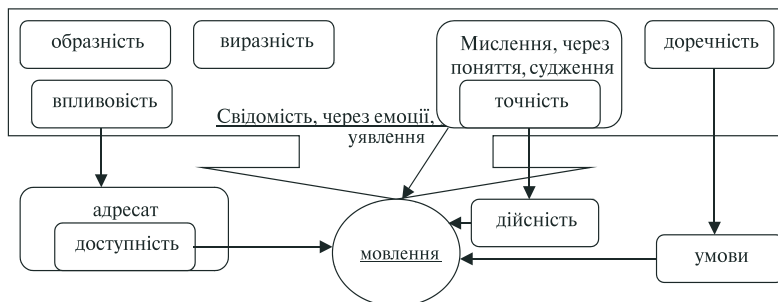 образність
виразність
Мислення, через
поняття, судження
доречність
впливовість
точність
Свідомість, через емоції,
уявлення
адресат
доступність
мовлення
дійсність
умови